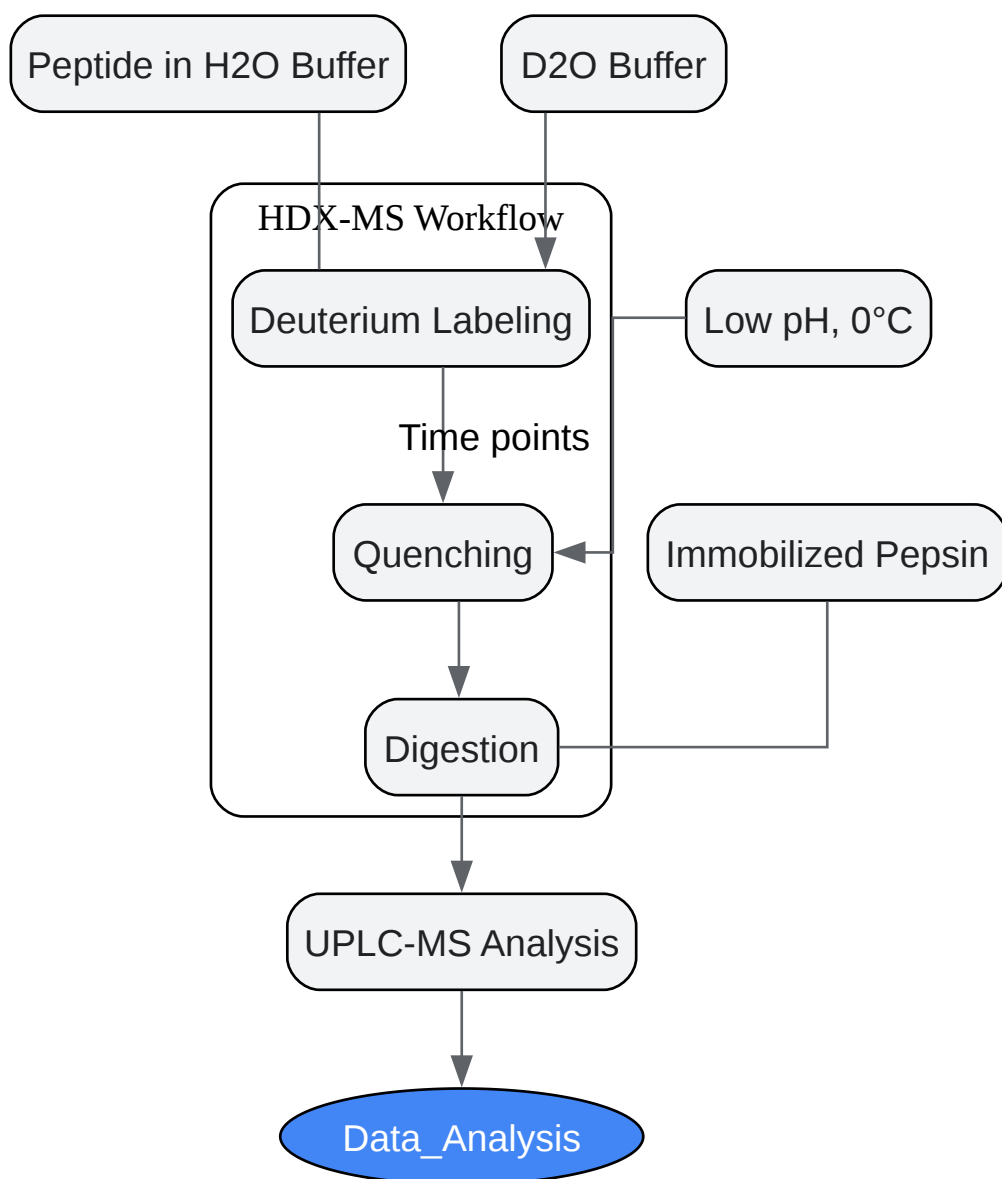 Peptide in H2O Buffer
D2O Buffer
HDX-MS Workflow
Deuterium Labeling
Low pH, 0°C
Time points
Quenching
Immobilized Pepsin
Digestion
UPLC-MS Analysis
Data_Analysis